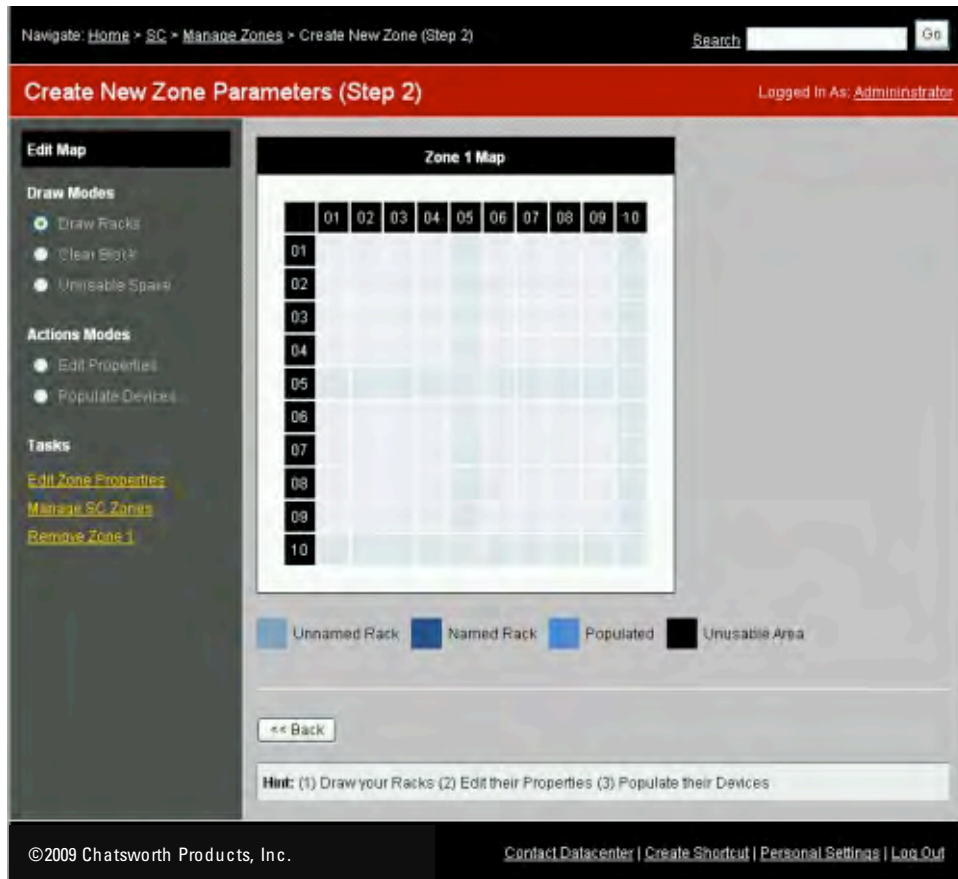 Navigate: Home > SC > Manage Zones > Create New Zone (Step 2)
Search
Go
Create New Zone Parameters (Step 2)
Logged In As: Admininstrator
Edit Map
Draw Modes
Draw Racks
Clear Block
Unusable Space
Actions Modes
Edit Properties
Populate Devices
Tasks
Edit Zone Properties
Manage SC Zones
Remove Zone 1
Zone 1 Map
01 02 03 04 05 06 07 08 09 10
01
02
03
04
05
06
07
08
09
10
Unnamed Rack Named Rack Populated Unusable Area
<< Back
Hint: (1) Draw your Racks (2) Edit their Properties (3) Populate their Devices
©2009 Chatsworth Products, Inc.
Contact Datacenter | Create Shortcut | Personal Settings | Log Out